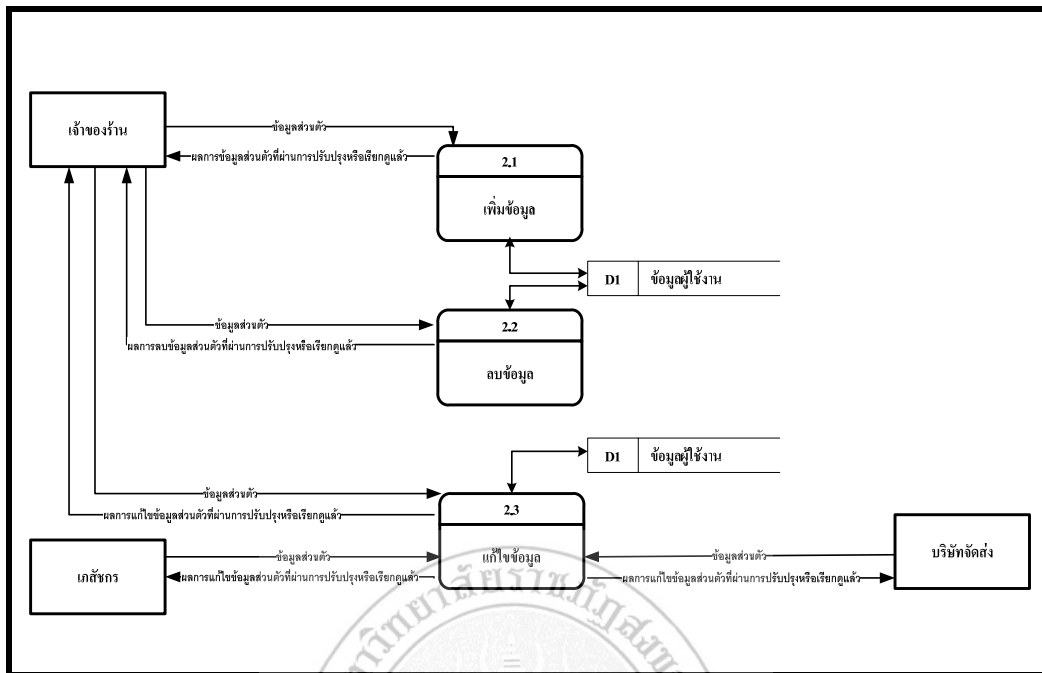 เจ้าของร้าน
ข้อมูลส่วนตัว
ผลการข้อมูลส่วนตัวที่ผ่านการปรับปรุงหรือเรียกดูแล้ว
2.1
เพิ่มข้อมูล
D1 ข้อมูลผู้ใช้งาน
2.2
ข้อมูลส่วนตัว
ผลการลบข้อมูลส่วนตัวที่ผ่านการปรับปรุงหรือเรียกดูแล้ว
ลบข้อมูล
D1 ข้อมูลผู้ใช้งาน
ข้อมูลส่วนตัว
2.3
ผลการแก้ไขข้อมูลส่วนตัวที่ผ่านการปรับปรุงหรือเรียกดูแล้ว
แก้ไขข้อมูล
เภสัชกร
ข้อมูลส่วนตัว
ผลการแก้ไขข้อมูลส่วนตัวที่ผ่านการปรับปรุงหรือเรียกดูแล้ว
บริษัทจัดส่ง
ข้อมูลส่วนตัว
ผลการแก้ไขข้อมูลส่วนตัวที่ผ่านการปรับปรุงหรือเรียกดูแล้ว